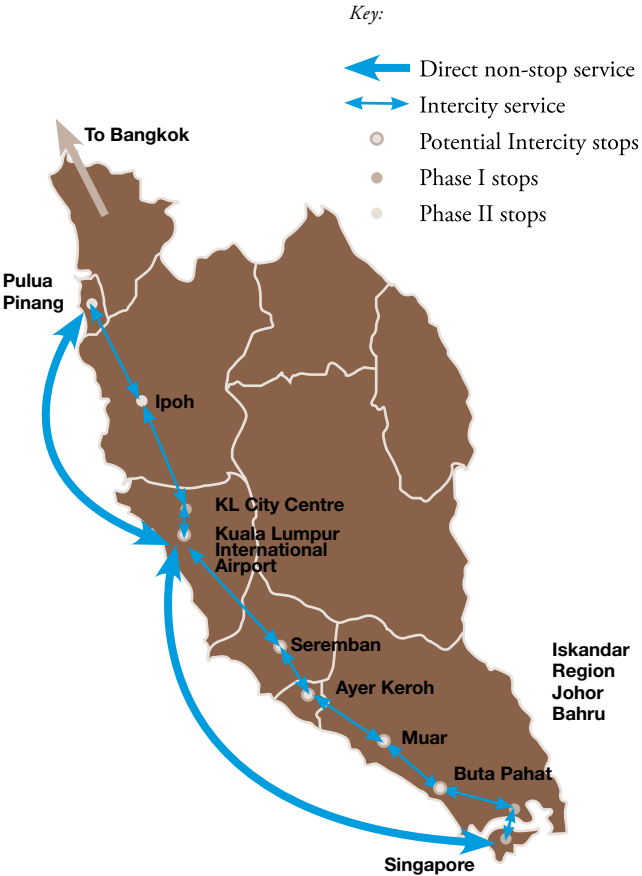 Key:
Direct non-stop service
Intercity service
Potential Intercity stops
Phase I stops
Phase II stops
To Bangkok
Pulua
Pinang
Ipoh
KL City Centre
Kuala Lumpur
International
Airport
Seremban
Ayer Keroh
Muar
Buta Pahat
Iskandar
Region
Johor
Bahru
Singapore